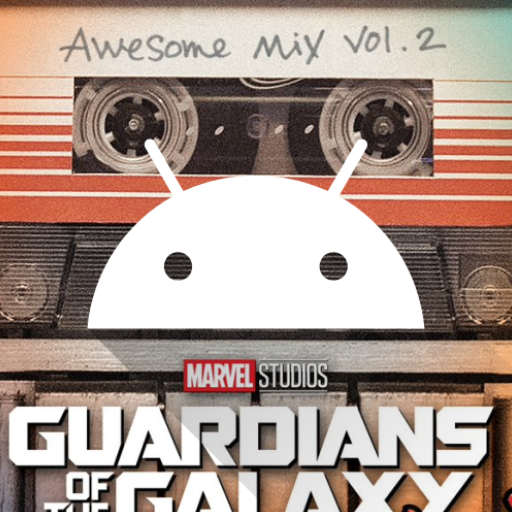 Awesome Mix Vol. 2
MARVEL STUDIOS
GUARDIANS
OF THE GALAXY